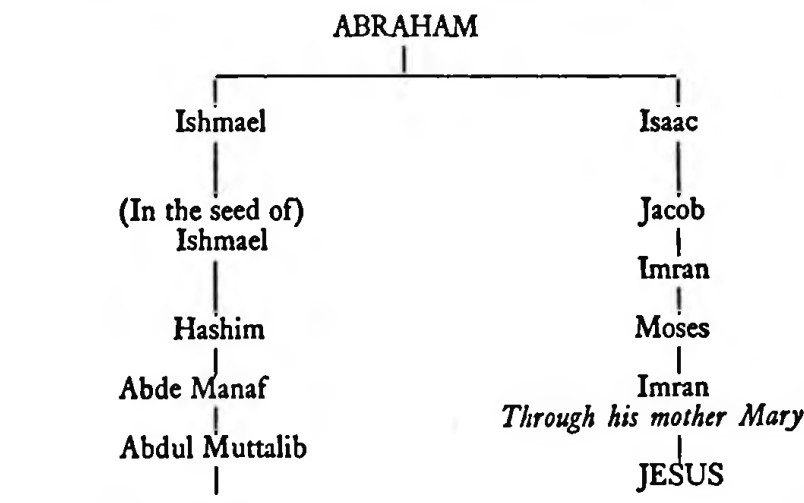 ABRAHAM
Ishmael
Isaac
(In the seed of)
Ishmael
Jacob
Imran
Hashim
Moses
Abde Manaf
Imran
Through his mother Mary
Abdul Muttalib
JESUS